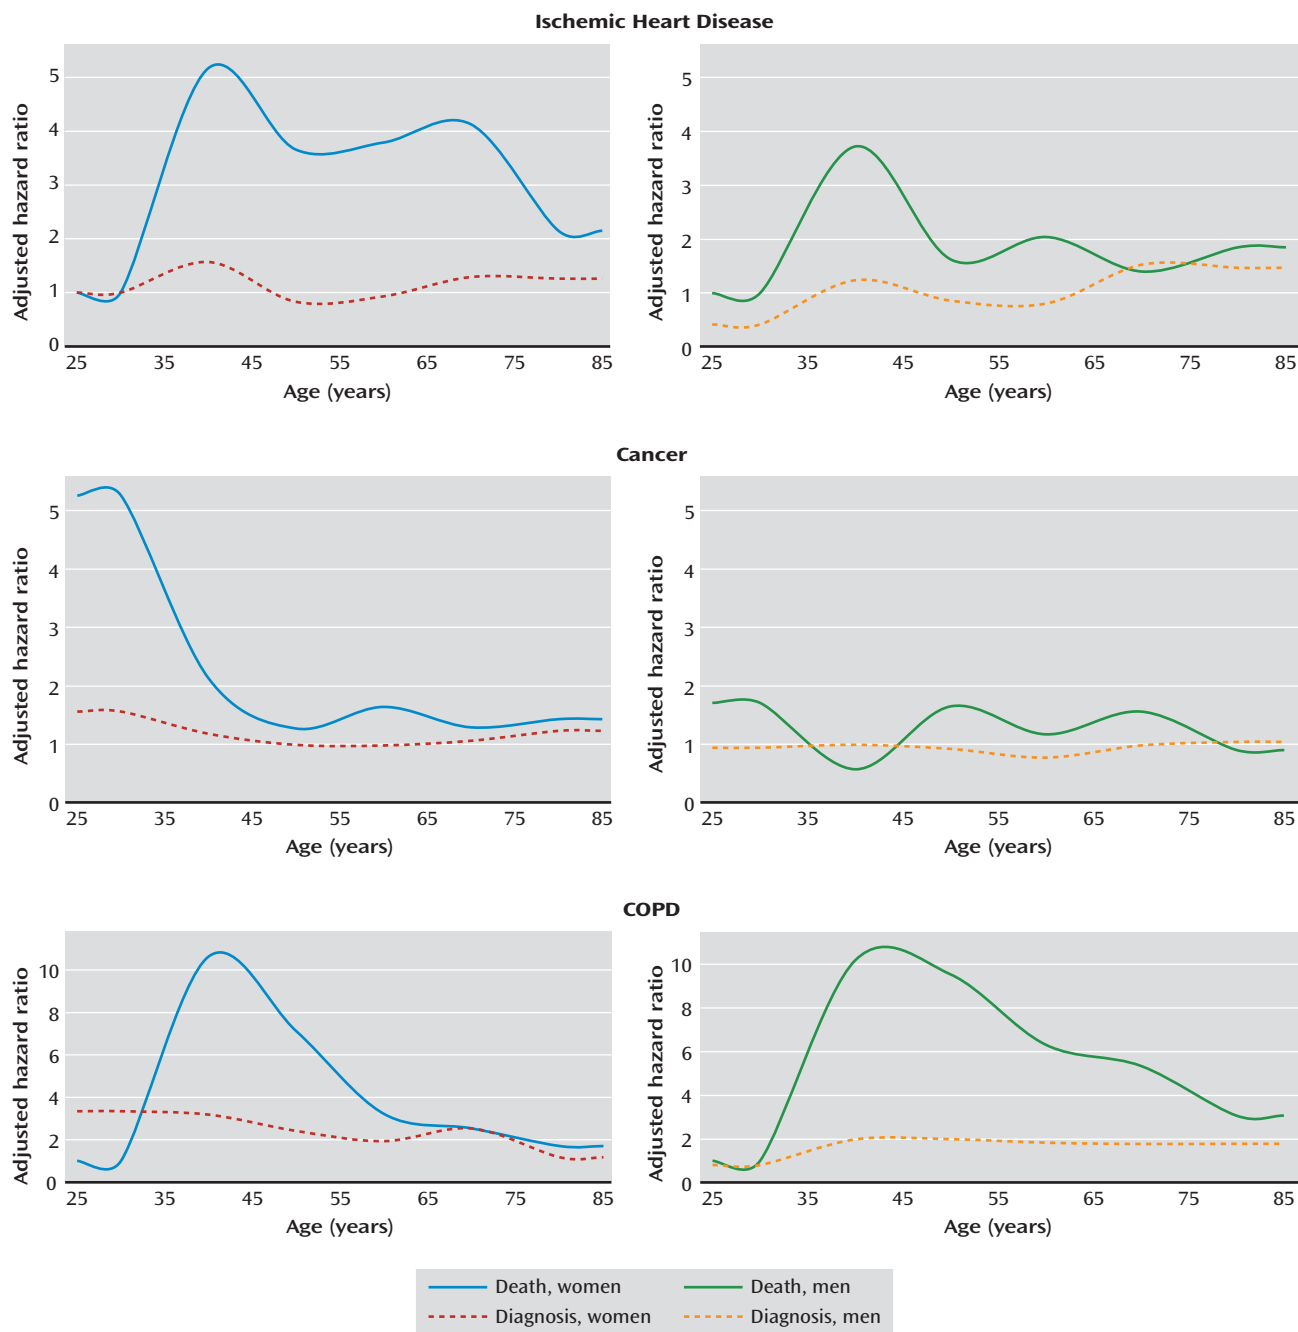 Ischemic Heart Disease
Adjusted hazard ratio
5
4
3
2
1
0
25 35 45 55 65 75 85
Age (years)
Adjusted hazard ratio
5
4
3
2
1
0
25 35 45 55 65 75 85
Age (years)
Cancer
Adjusted hazard ratio
5
4
3
2
1
0
25 35 45 55 65 75 85
Age (years)
Adjusted hazard ratio
5
4
3
2
1
0
25 35 45 55 65 75 85
Age (years)
COPD
Adjusted hazard ratio
10
8
6
4
2
0
25 35 45 55 65 75 85
Age (years)
Adjusted hazard ratio
10
8
6
4
2
0
25 35 45 55 65 75 85
Age (years)
Death, women
Death, men
Diagnosis, women
Diagnosis, men